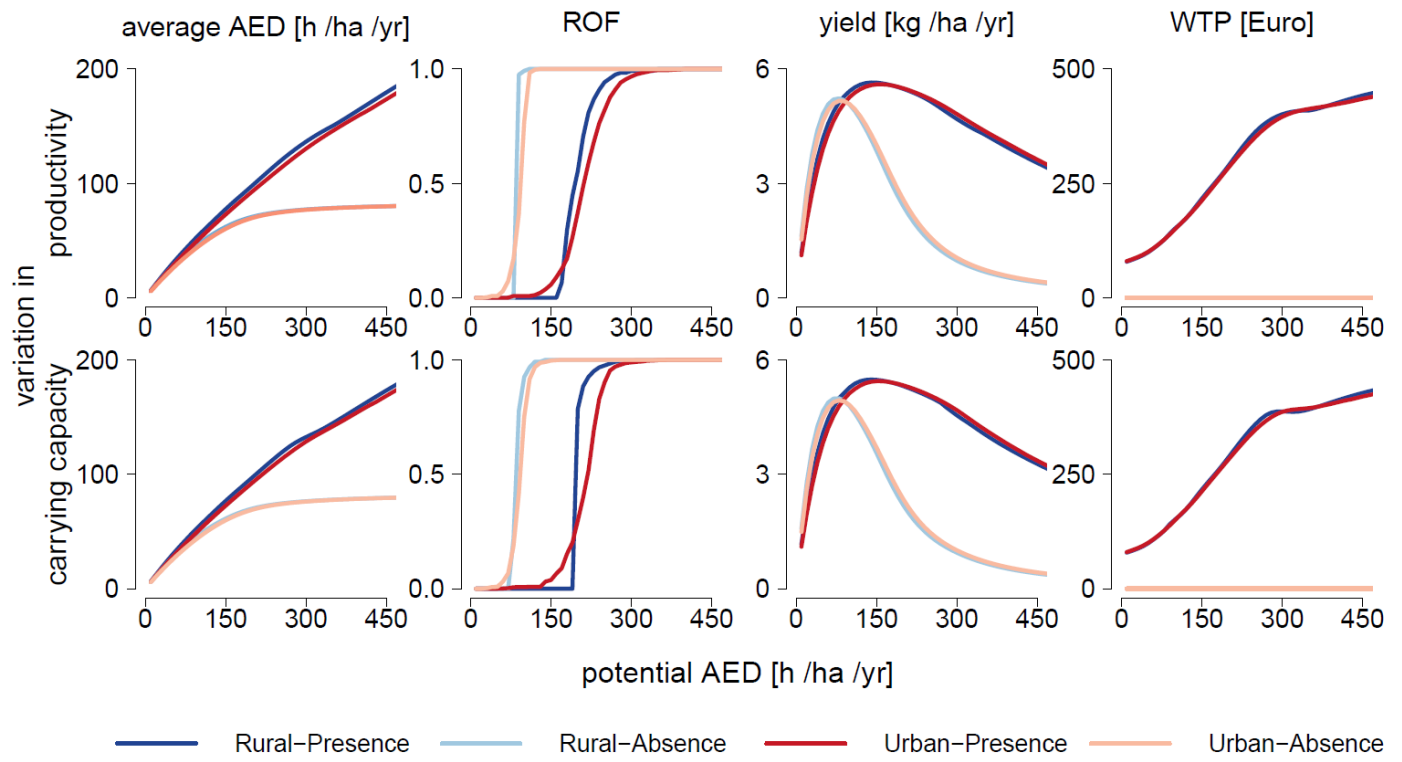 average AED [h /ha /yr] ROF yield [kg /ha /yr] WTP [Euro]
variation in
productivity
carrying capacity
200 1.0 6 500
100 0.5 3 250
0 0.0 0 0
0 150 300 450 0 150 300 450 0 150 300 450 0 150 300 450
200 1.0 6 500
100 0.5 3 250
0 0.0 0 0
0 150 300 450 0 150 300 450 0 150 300 450 0 150 300 450
potential AED [h /ha /yr]
Rural−Presence Rural−Absence Urban−Presence Urban−Absence